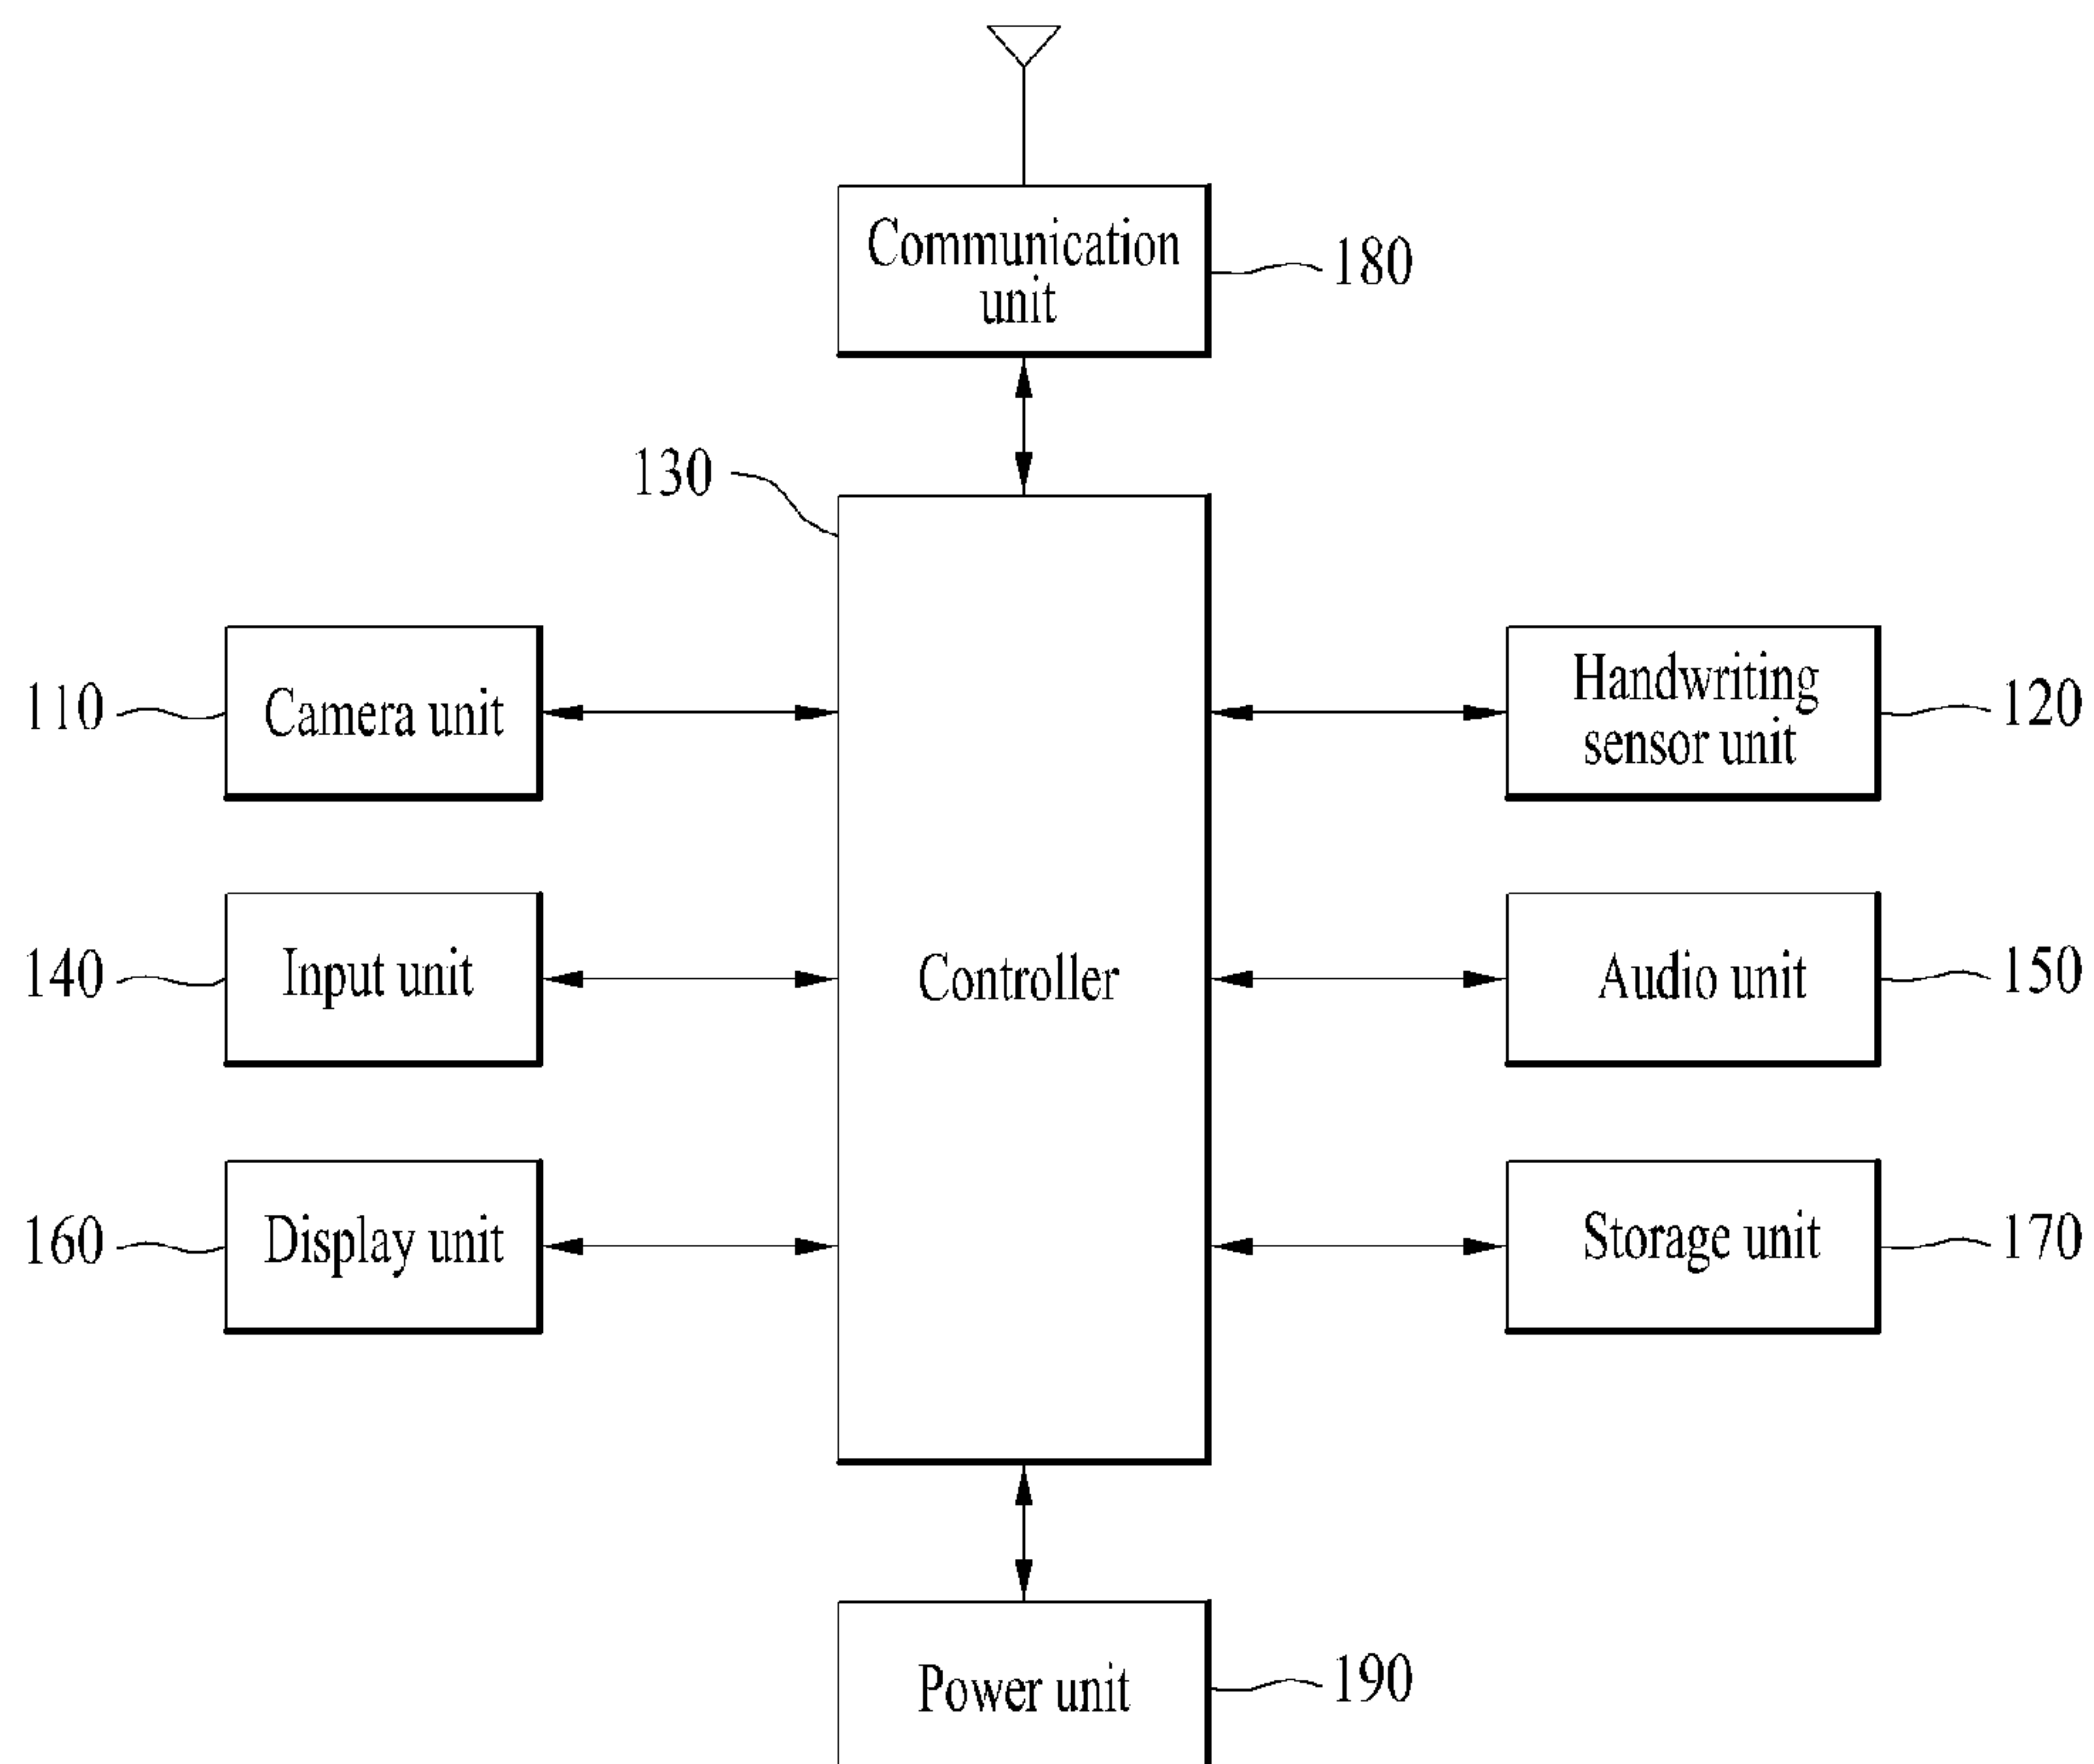 Communication
unit
180
130
110
Camera unit
Handwriting
sensor unit
120
140
Input unit
Controller
Audio unit
150
160
Display unit
Storage unit
170
Power unit
190